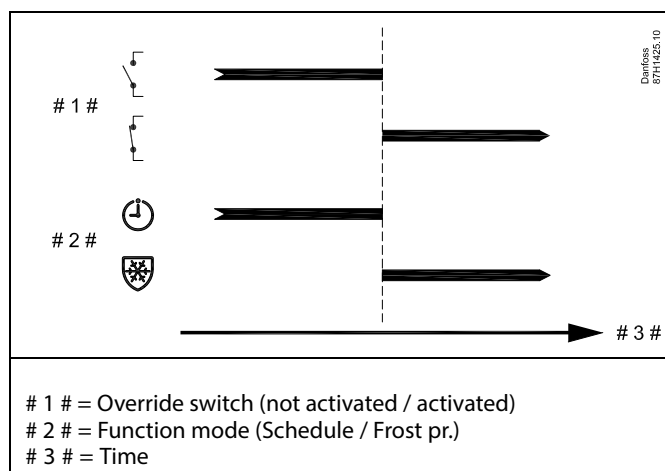 Danfoss
87H1425.10
# 1 #
# 2 #
# 3 #
# 1 # = Override switch (not activated / activated)
# 2 # = Function mode (Schedule / Frost pr.)
# 3 # = Time